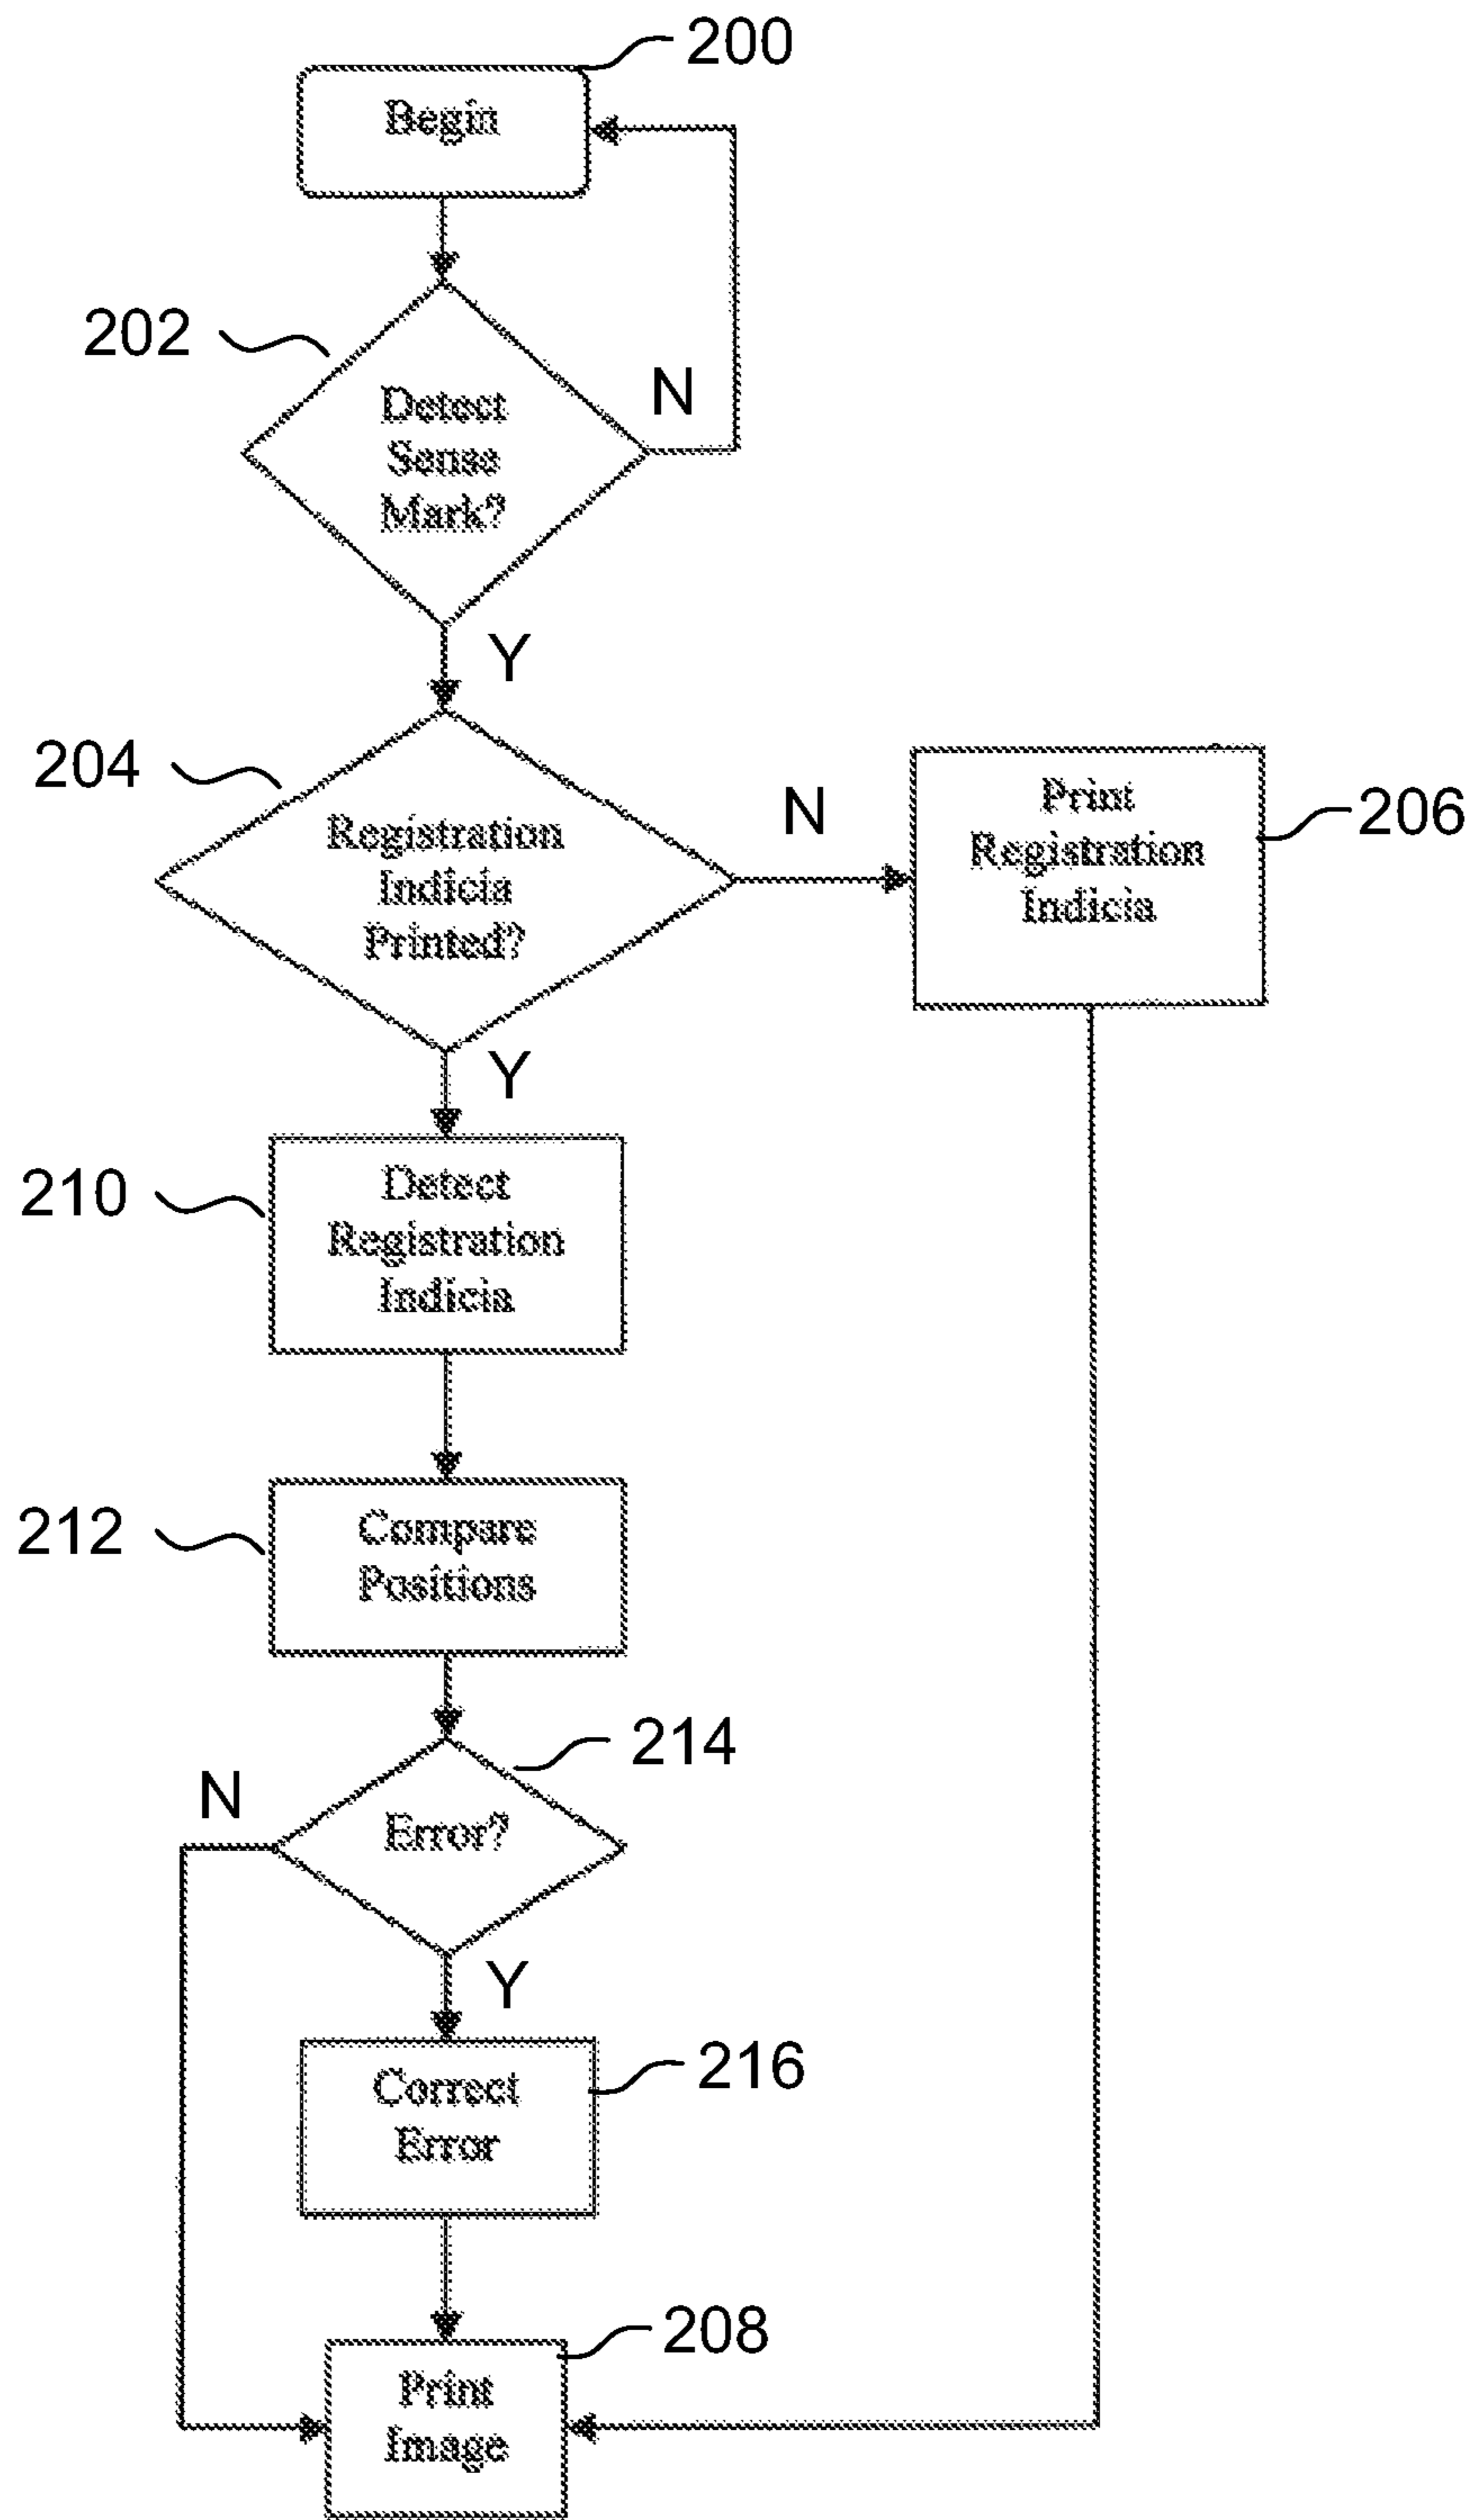 200
Begin
202
Detect
Sense
Mark?
N
Y
204
Registration
Indicia
Printed?
N
Print
Registration
Indicia
206
Y
210
Detect
Registration
Indicia
212
Compare
Positions
214
N
Error?
Y
216
Correct
Error
208
Print
Image